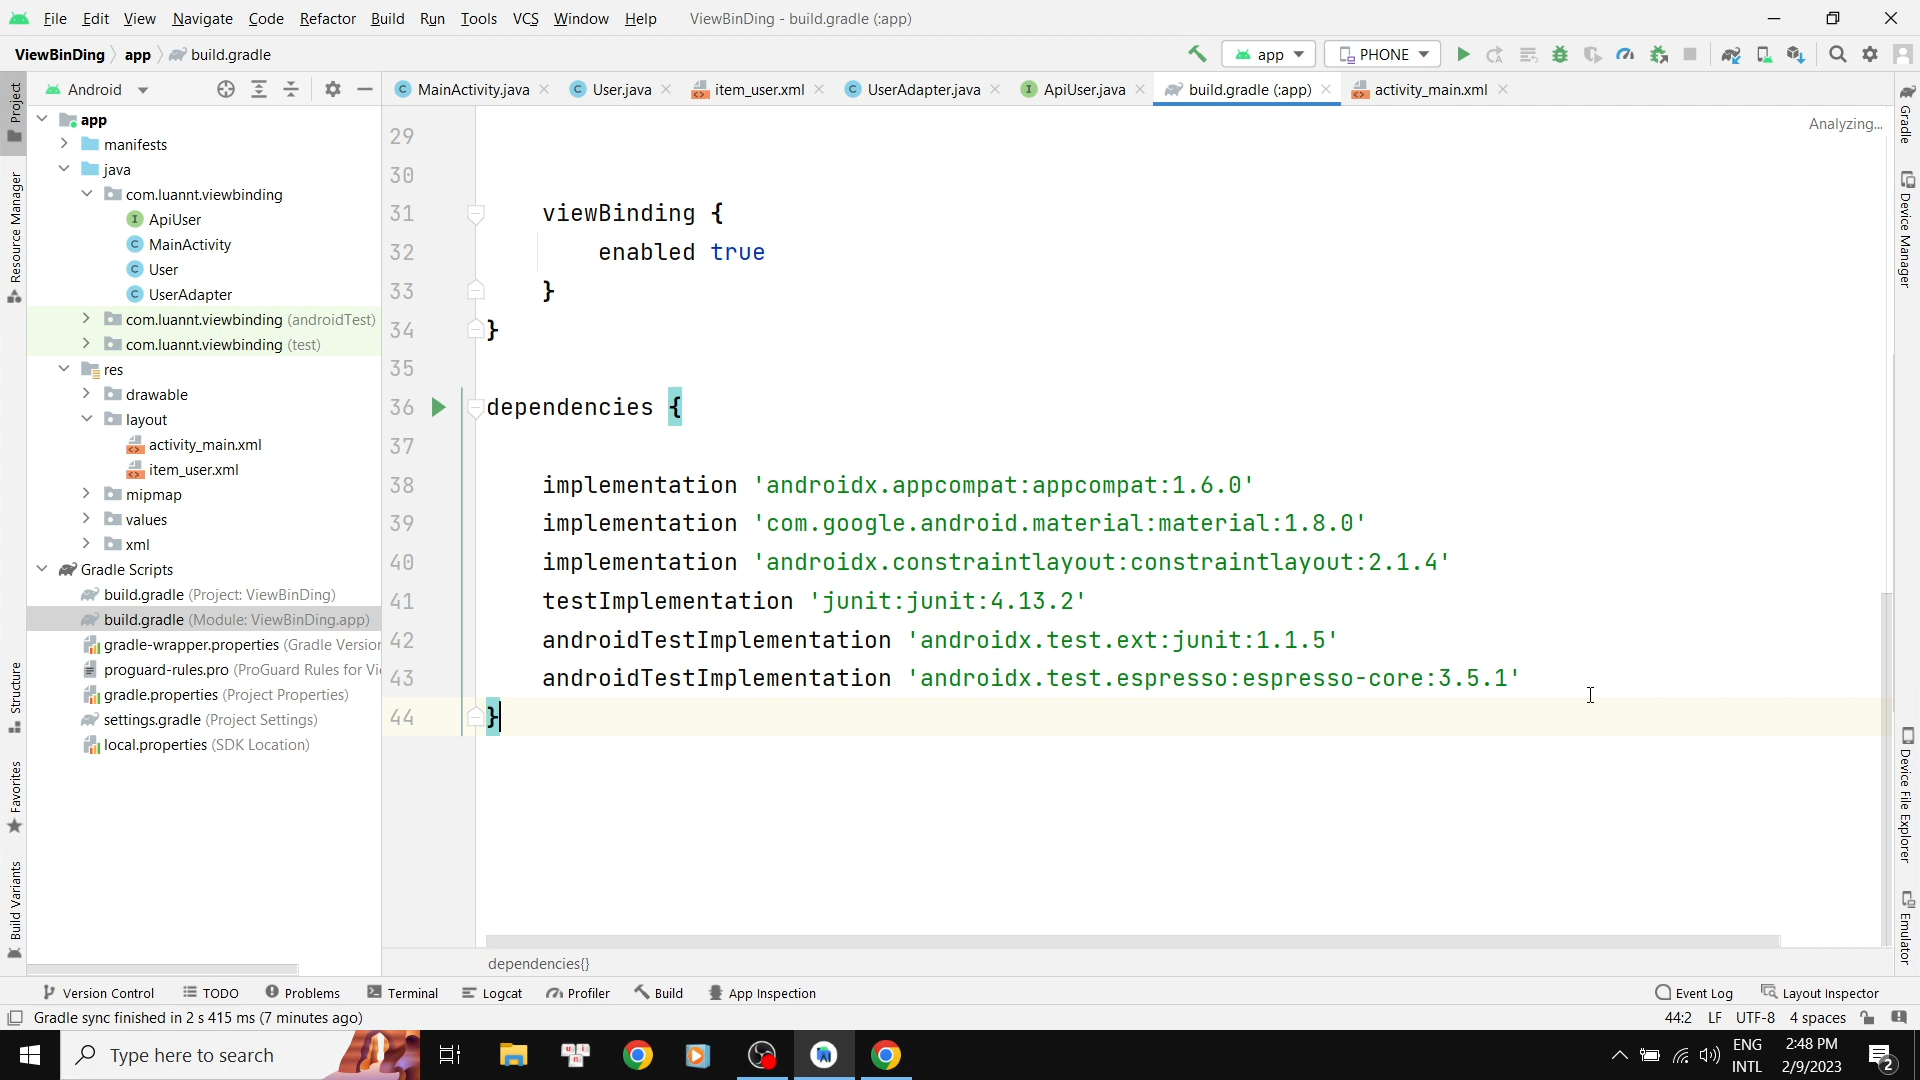 File Edit View Navigate Code Refactor Build Run Tools VCS Window Help ViewBinDing - build.gradle (:app)
ViewBinDing app build.gradle
app PHONE
Android
MainActivity.java User.java item_user.xml UserAdapter.java ApiUser.java build.gradle (:app) activity_main.xml
Analyzing...
Project
Resource Manager
Structure
Favorites
Build Variants
app
manifests
java
com.luannt.viewbinding
ApiUser
MainActivity
User
UserAdapter
com.luannt.viewbinding (androidTest)
com.luannt.viewbinding (test)
res
drawable
layout
activity_main.xml
item_user.xml
mipmap
values
xml
Gradle Scripts
build.gradle (Project: ViewBinDing)
build.gradle (Module: ViewBinDing.app)
gradle-wrapper.properties (Gradle Version
proguard-rules.pro (ProGuard Rules for Vi
gradle.properties (Project Properties)
settings.gradle (Project Settings)
local.properties (SDK Location)
29
30
31 viewBinding {
32 enabled true
33 }
34 }
35
36 dependencies {
37
38 implementation 'androidx.appcompat:appcompat:1.6.0'
39 implementation 'com.google.android.material:material:1.8.0'
40 implementation 'androidx.constraintlayout:constraintlayout:2.1.4'
41 testImplementation 'junit:junit:4.13.2'
42 androidTestImplementation 'androidx.test.ext:junit:1.1.5'
43 androidTestImplementation 'androidx.test.espresso:espresso-core:3.5.1'
44 }
dependencies{}
Gradle
Device Manager
Device File Explorer
Emulator
Version Control TODO Problems Terminal Logcat Profiler Build App Inspection Event Log Layout Inspector
Gradle sync finished in 2 s 415 ms (7 minutes ago) 44:2 LF UTF-8 4 spaces
Type here to search
ENG
INTL
2:48 PM
2/9/2023
2